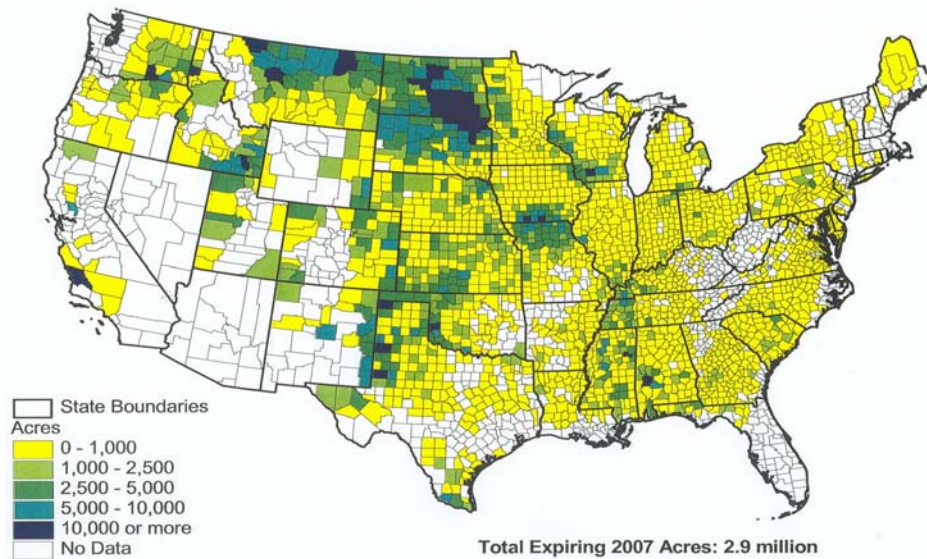 State Boundaries
Acres
0 - 1,000
1,000 - 2,500
2,500 - 5,000
5,000 - 10,000
10,000 or more
No Data
Total Expiring 2007 Acres: 2.9 million